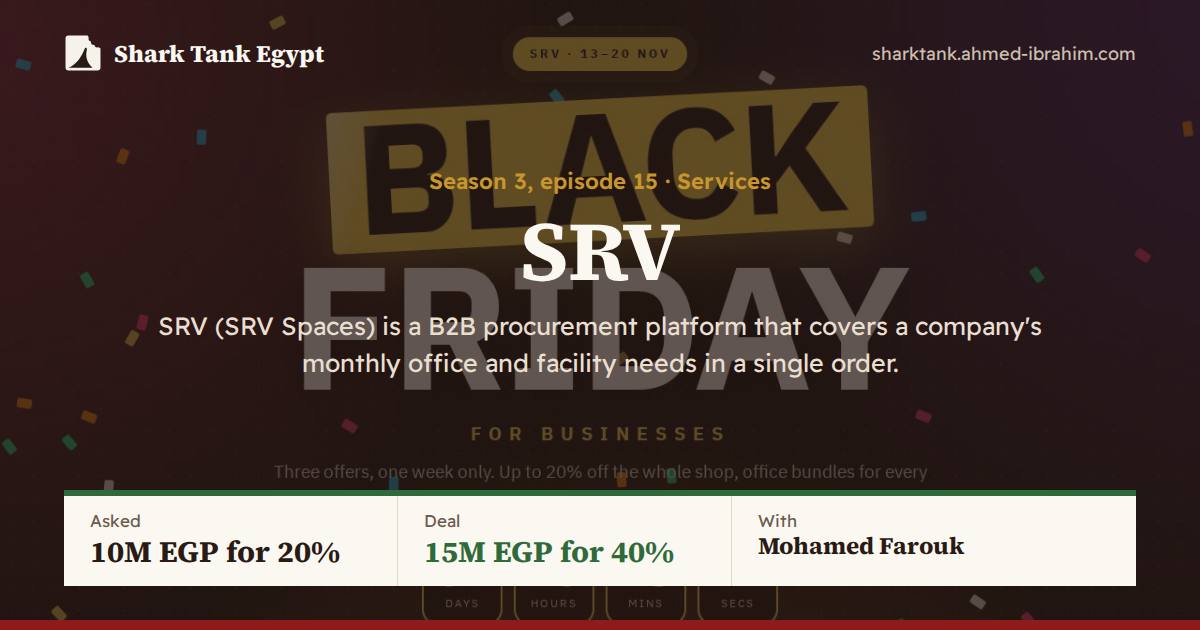 Shark Tank Egypt
SRV · 13–20 NOV
sharktank.ahmed-ibrahim.com
BLACK
Season 3, episode 15 · Services
SRV
FRIDAY
SRV (SRV Spaces) is a B2B procurement platform that covers a company's
monthly office and facility needs in a single order.
FOR BUSINESSES
Three offers, one week only. Up to 20% off the whole shop, office bundles for every
Asked
10M EGP for 20%
Deal
15M EGP for 40%
With
Mohamed Farouk
DAYS
HOURS
MINS
SECS